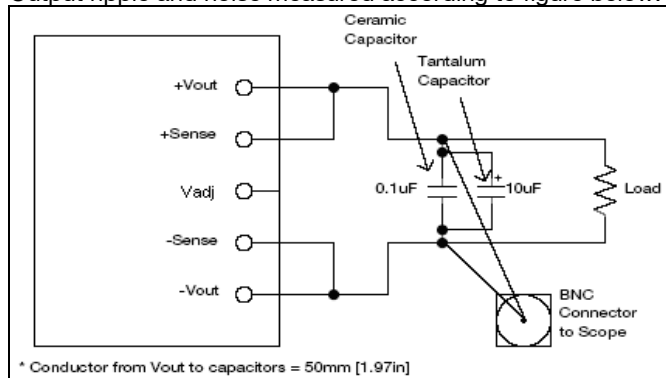 Output ripple and noise measured according to figure below.
Ceramic
Capacitor
Tantalum
Capacitor
+Vout
+Sense
Vadj
-Sense
-Vout
0.1uF
+
10uF
Load
BNC
Connector
to Scope
* Conductor from Vout to capacitors = 50mm [1.97in]